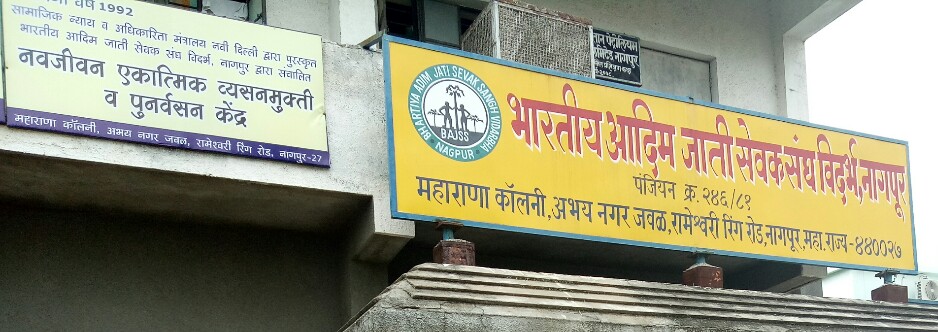 वर्ष 1992
सामाजिक न्याय व अधिकारिता मंत्रालय नवी दिल्ली द्वारा पुरस्कृत
भारतीय आदिम जाती सेवक संघ विदर्भ, नागपुर द्वारा संचालित
नवजीवन एकात्मिक व्यसनमुक्ती
व पुनर्वसन केंद्र
महाराणा कॉलनी, अभय नगर जवळ, रामेश्वरी रिंग रोड, नागपुर-27
BHARTIYA ADIM JATI SEVAK SANGH VIDARBHA
BAJSS
NAGPUR
भारतीय आदिम जाती सेवक संघ विदर्भ, नागपूर
पंजियन क्र. २४६/८१
महाराणा कॉलनी, अभय नगर जवळ, रामेश्वरी रिंग रोड, नागपूर, महा. राज्य-४४००२७